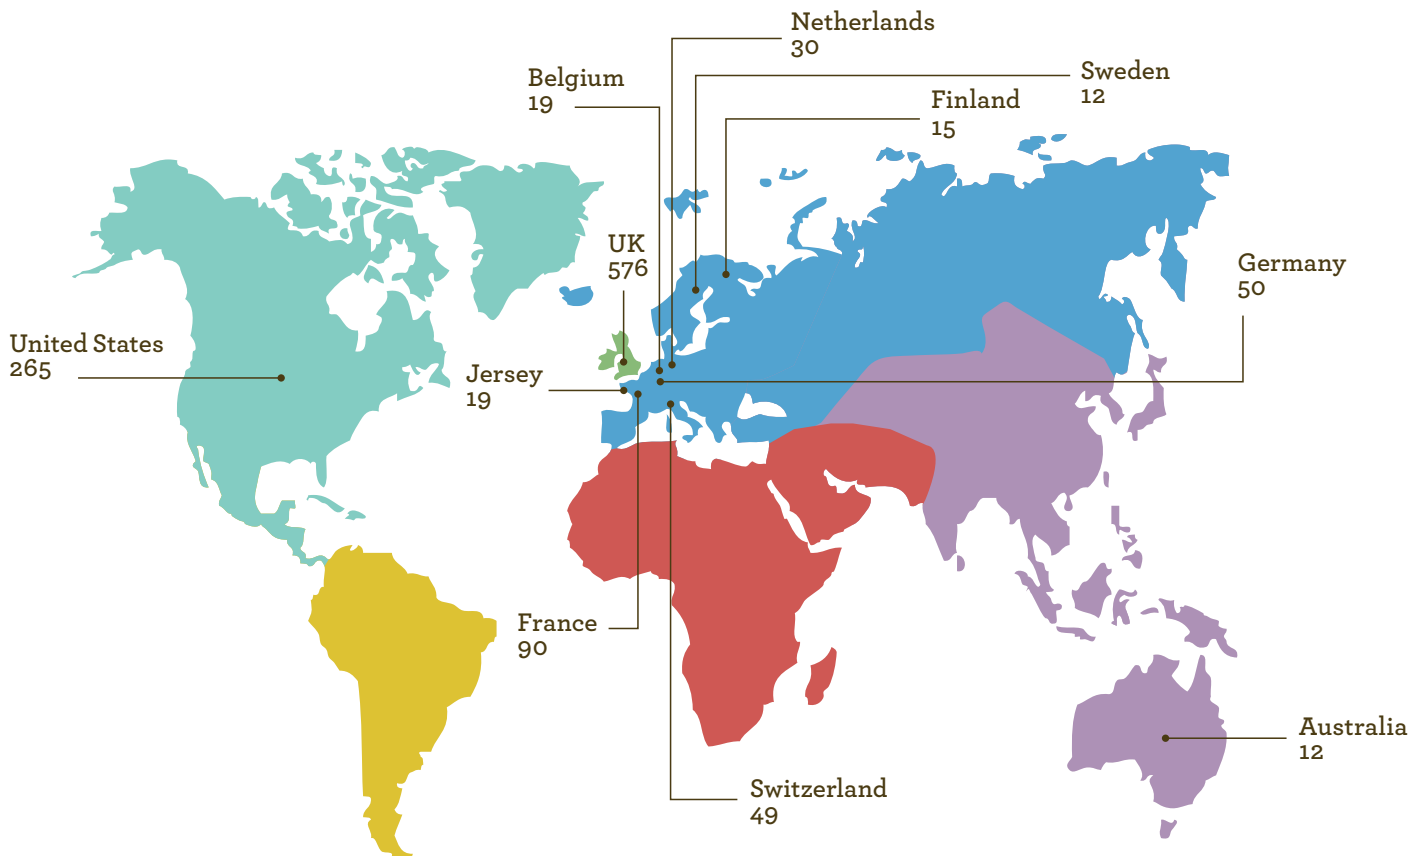 Netherlands
30
Belgium
19
Sweden
12
Finland
15
UK
576
Germany
50
United States
265
Jersey
19
France
90
Switzerland
49
Australia
12